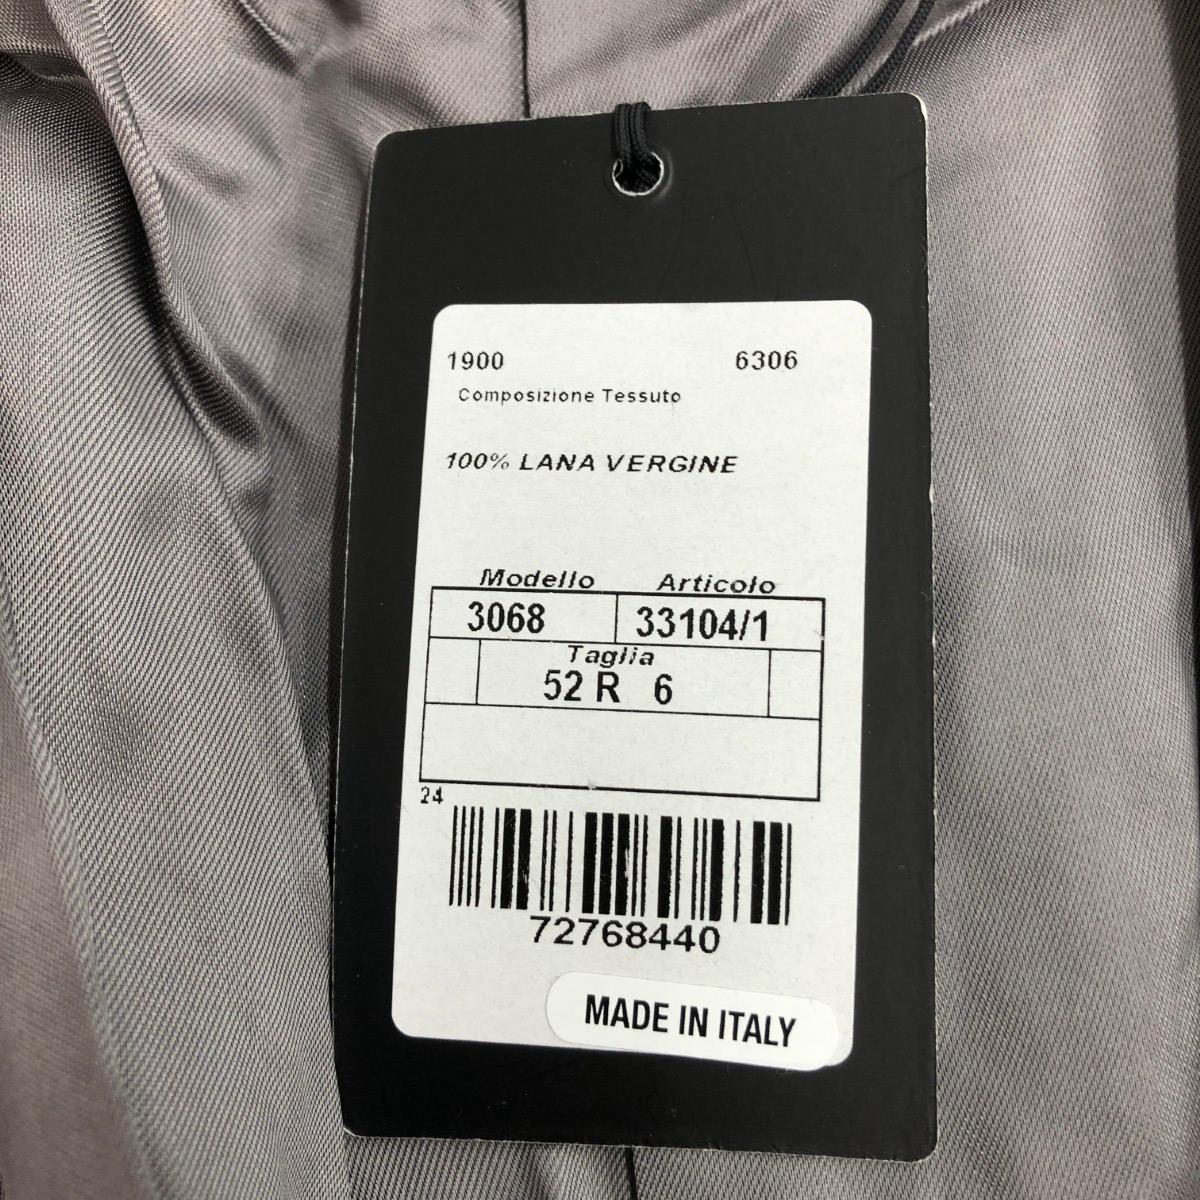 1900 6306
Composizione Tessuto
100% LANA VERGINE
Modello Articolo
3068 33104/1
Taglia
52 R 6
24
72768440
MADE IN ITALY